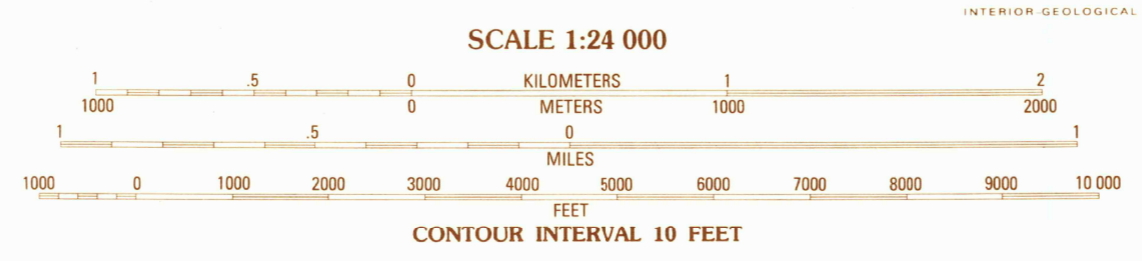 INTERIOR-GEOLOGICAL
SCALE 1:24 000
1 .5 0 KILOMETERS 1 2
1000 0 METERS 1000 2000
1 .5 0 1
MILES
1000 0 1000 2000 3000 4000 5000 6000 7000 8000 9000 10 000
FEET
CONTOUR INTERVAL 10 FEET